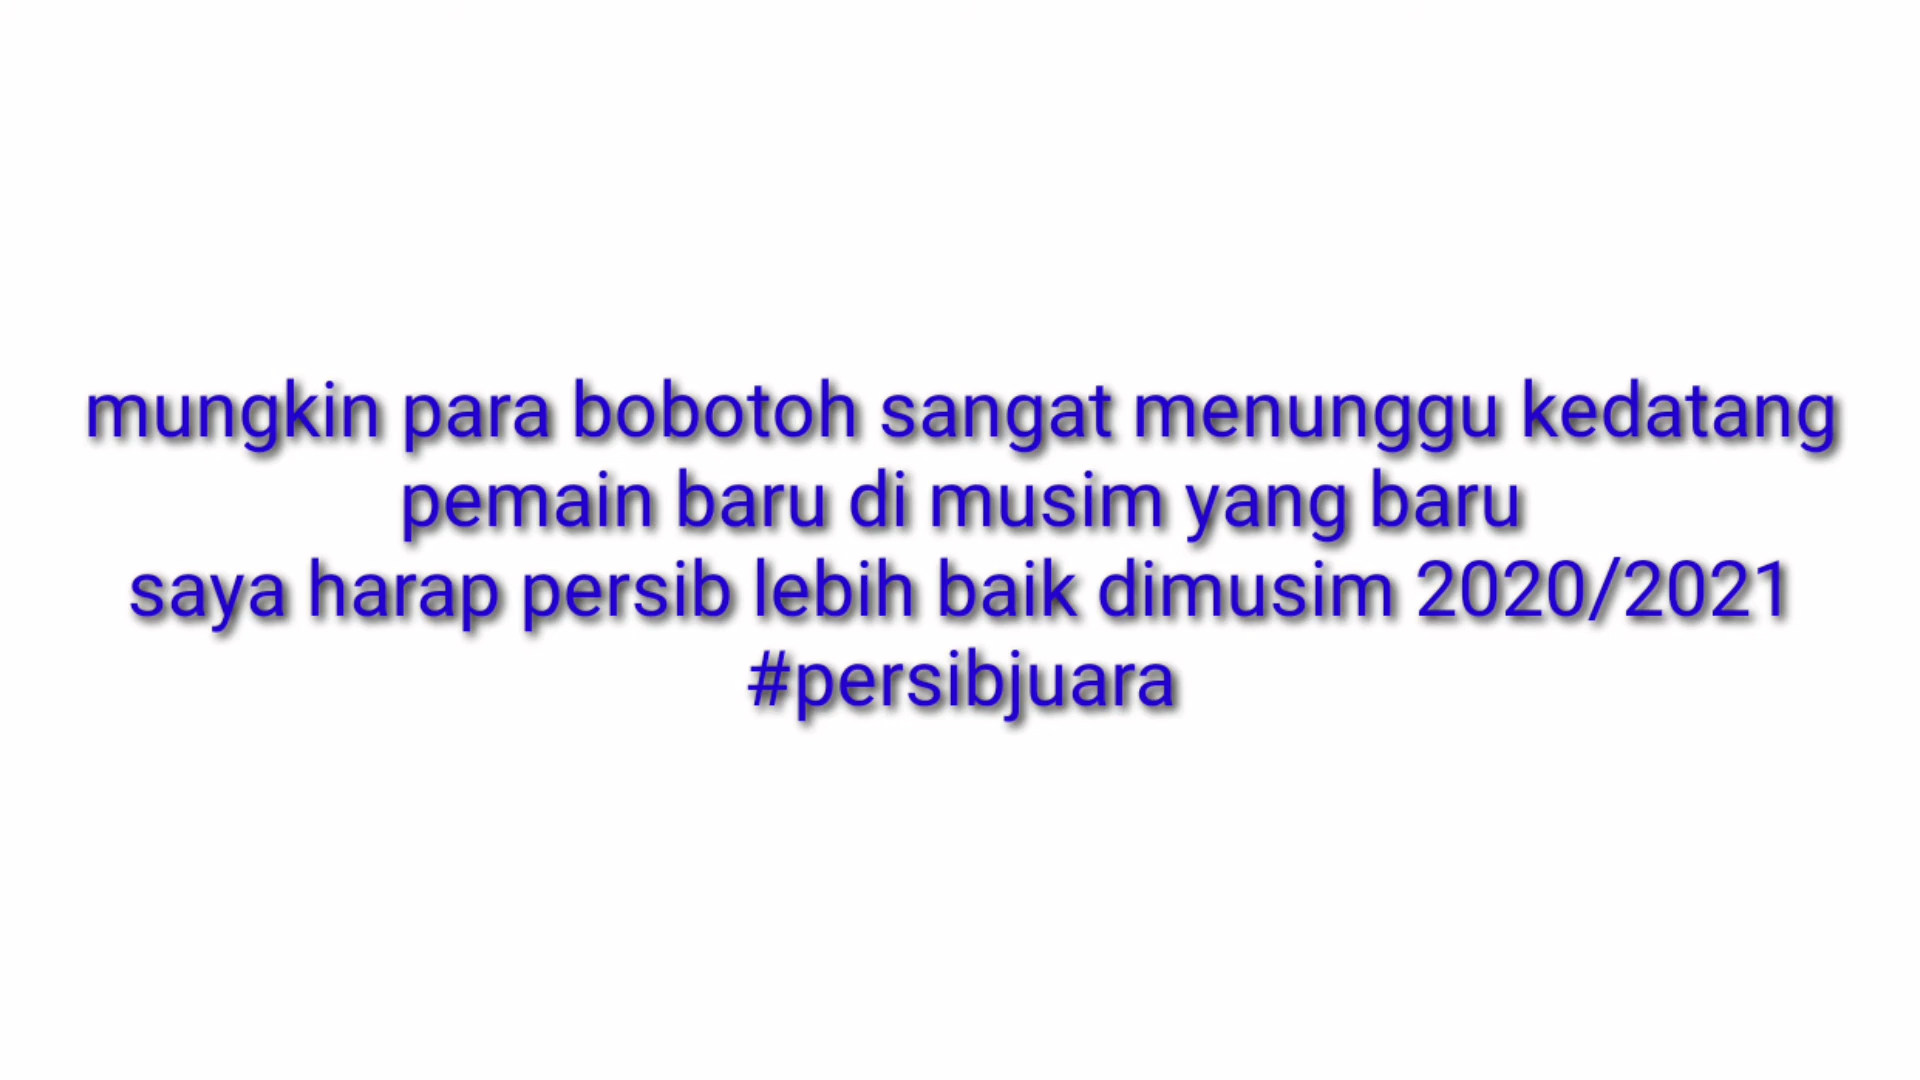 mungkin para bobotoh sangat menunggu kedatang
pemain baru di musim yang baru
saya harap persib lebih baik dimusim 2020/2021
#persibjuara